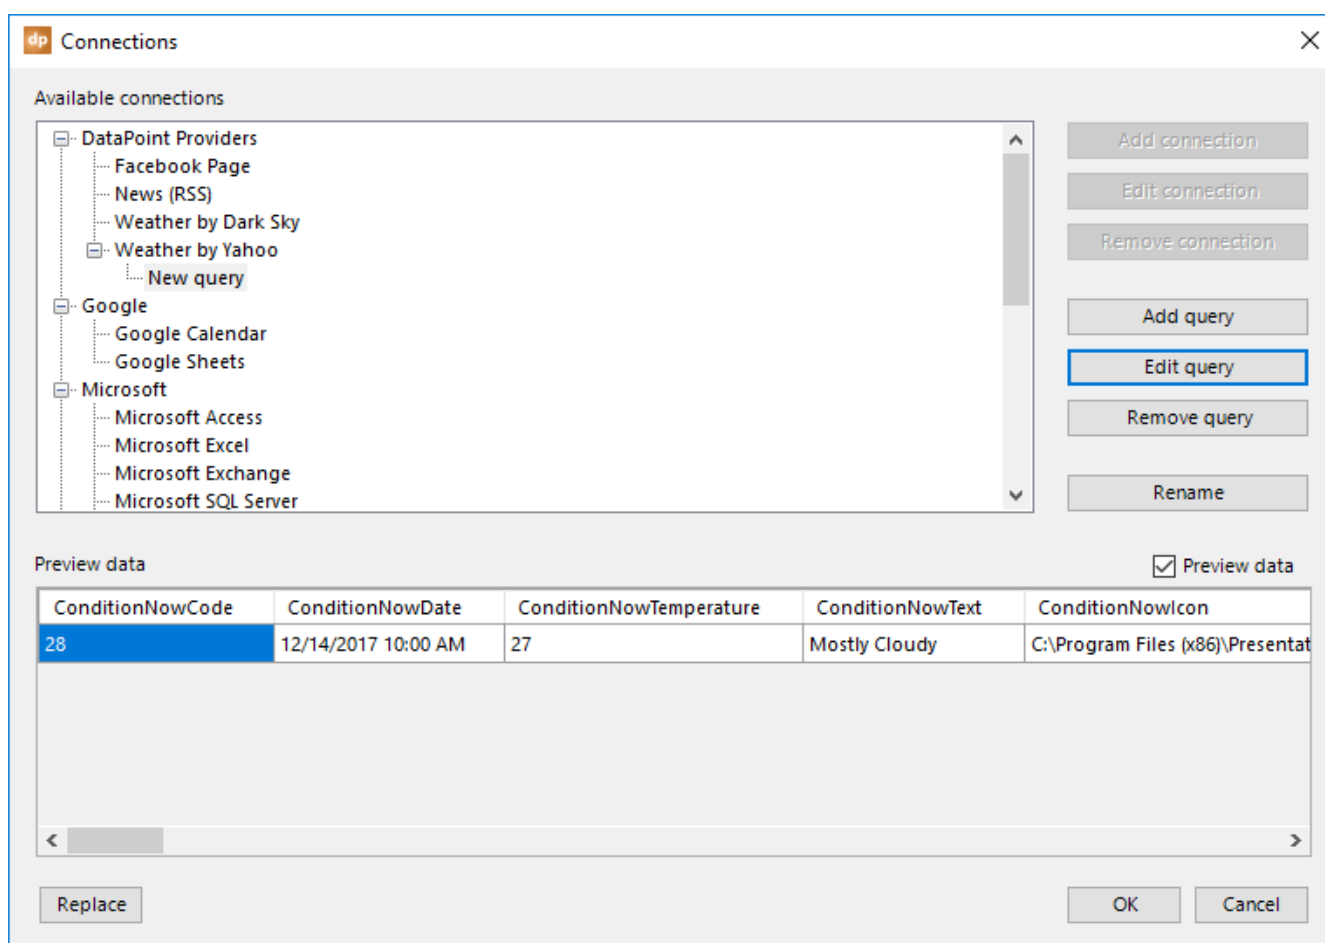 dp Connections
Available connections
DataPoint Providers
Facebook Page
News (RSS)
Weather by Dark Sky
Weather by Yahoo
New query
Google
Google Calendar
Google Sheets
Microsoft
Microsoft Access
Microsoft Excel
Microsoft Exchange
Microsoft SQL Server
Add connection
Edit connection
Remove connection
Add query
Edit query
Remove query
Rename
Preview data
Preview data
ConditionNowCode ConditionNowDate ConditionNowTemperature ConditionNowText ConditionNowIcon
28 12/14/2017 10:00 AM 27 Mostly Cloudy C:\Program Files (x86)\Presentat
Replace OK Cancel